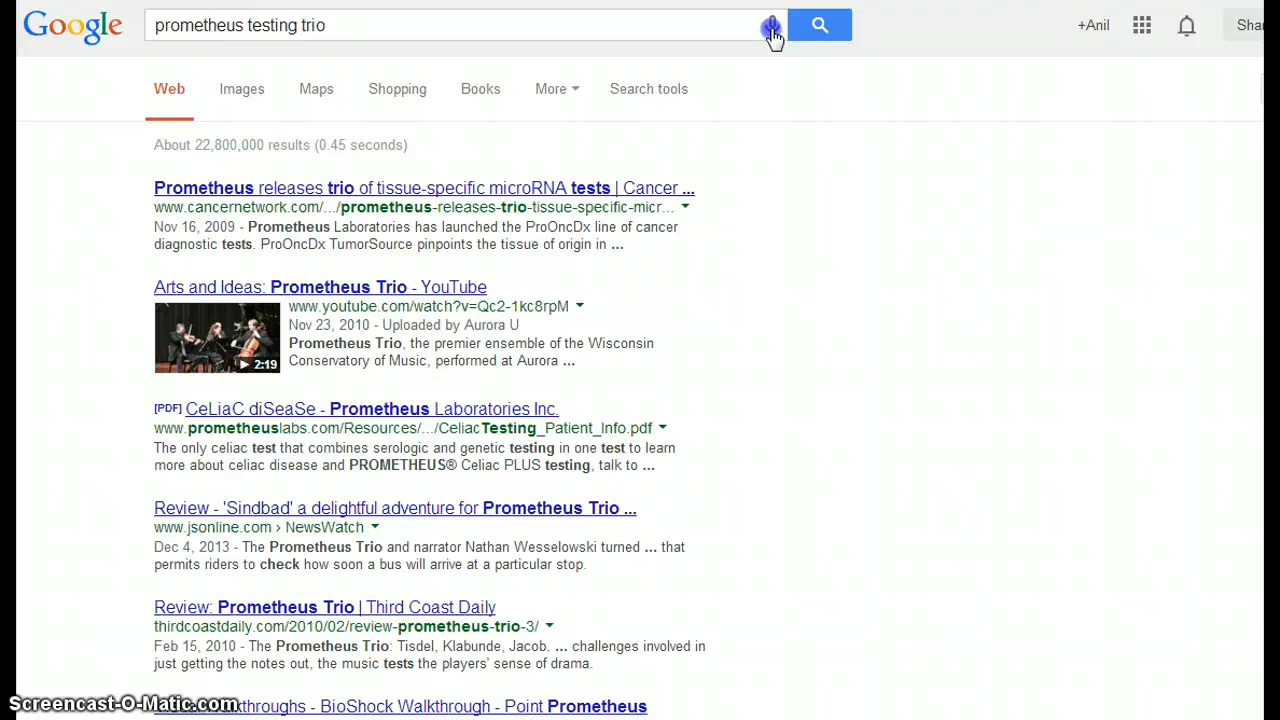 Google
prometheus testing trio
+Anil
Shar
Web Images Maps Shopping Books More Search tools
About 22,800,000 results (0.45 seconds)
Prometheus releases trio of tissue-specific microRNA tests | Cancer ...
www.cancernetwork.com/.../prometheus-releases-trio-tissue-specific-micr...
Nov 16, 2009 - Prometheus Laboratories has launched the ProOncDx line of cancer
diagnostic tests. ProOncDx TumorSource pinpoints the tissue of origin in ...
Arts and Ideas: Prometheus Trio - YouTube
www.youtube.com/watch?v=Qc2-1kc8rpM
Nov 23, 2010 - Uploaded by Aurora U
Prometheus Trio, the premier ensemble of the Wisconsin
Conservatory of Music, performed at Aurora ...
2:19
[PDF] CeLiaC diSeaSe - Prometheus Laboratories Inc.
www.prometheuslabs.com/Resources/.../CeliacTesting_Patient_Info.pdf
The only celiac test that combines serologic and genetic testing in one test to learn
more about celiac disease and PROMETHEUS® Celiac PLUS testing, talk to ...
Review - 'Sindbad' a delightful adventure for Prometheus Trio ...
www.jsonline.com › NewsWatch
Dec 4, 2013 - The Prometheus Trio and narrator Nathan Wesselowski turned ... that
permits riders to check how soon a bus will arrive at a particular stop.
Review: Prometheus Trio | Third Coast Daily
thirdcoastdaily.com/2010/02/review-prometheus-trio-3/
Feb 15, 2010 - The Prometheus Trio: Tisdel, Klabunde, Jacob. ... challenges involved in
just getting the notes out, the music tests the players' sense of drama.
kthroughs - BioShock Walkthrough - Point Prometheus
Screencast-O-Matic.com